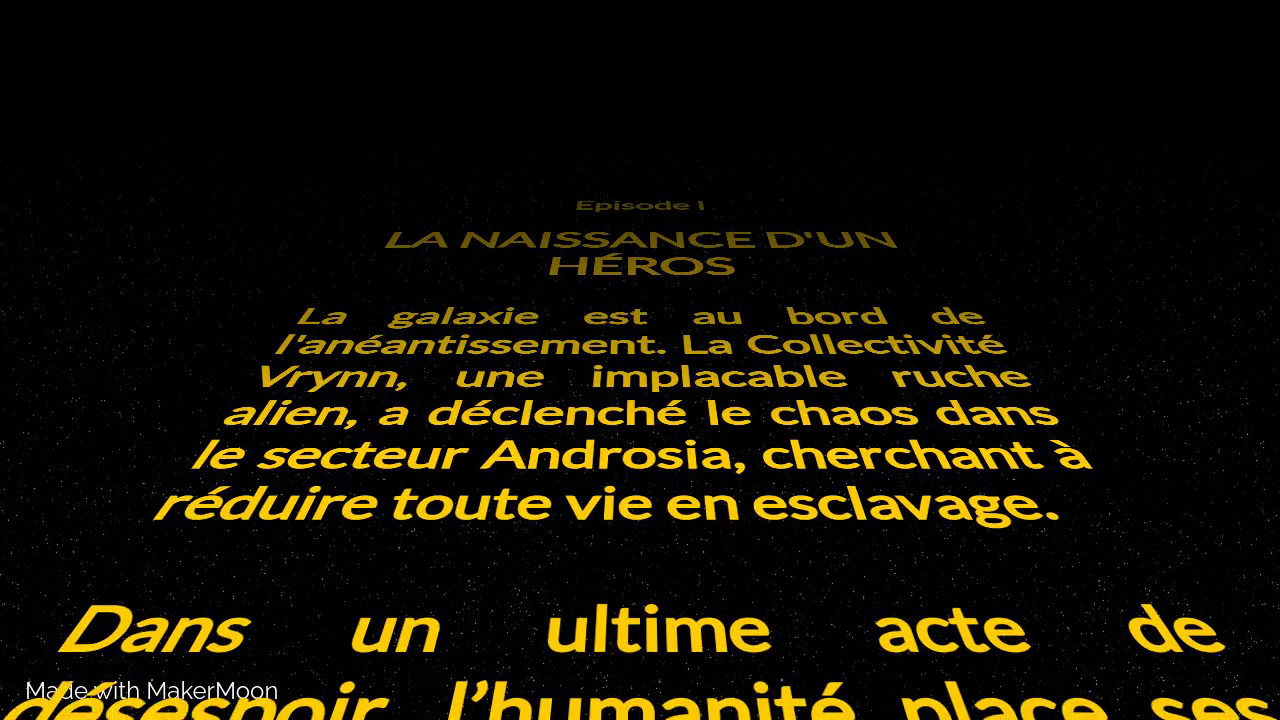 Episode 1
LA NAISSANCE D'UN
HÉROS
La galaxie est au bord de
l'anéantissement. La Collectivité
Vrynn, une implacable ruche
alien, a déclenché le chaos dans
le secteur Androsia, cherchant à
réduire toute vie en esclavage.
Dans un ultime acte de
désespoir, l’humanité place ses
Made with MakerMoon